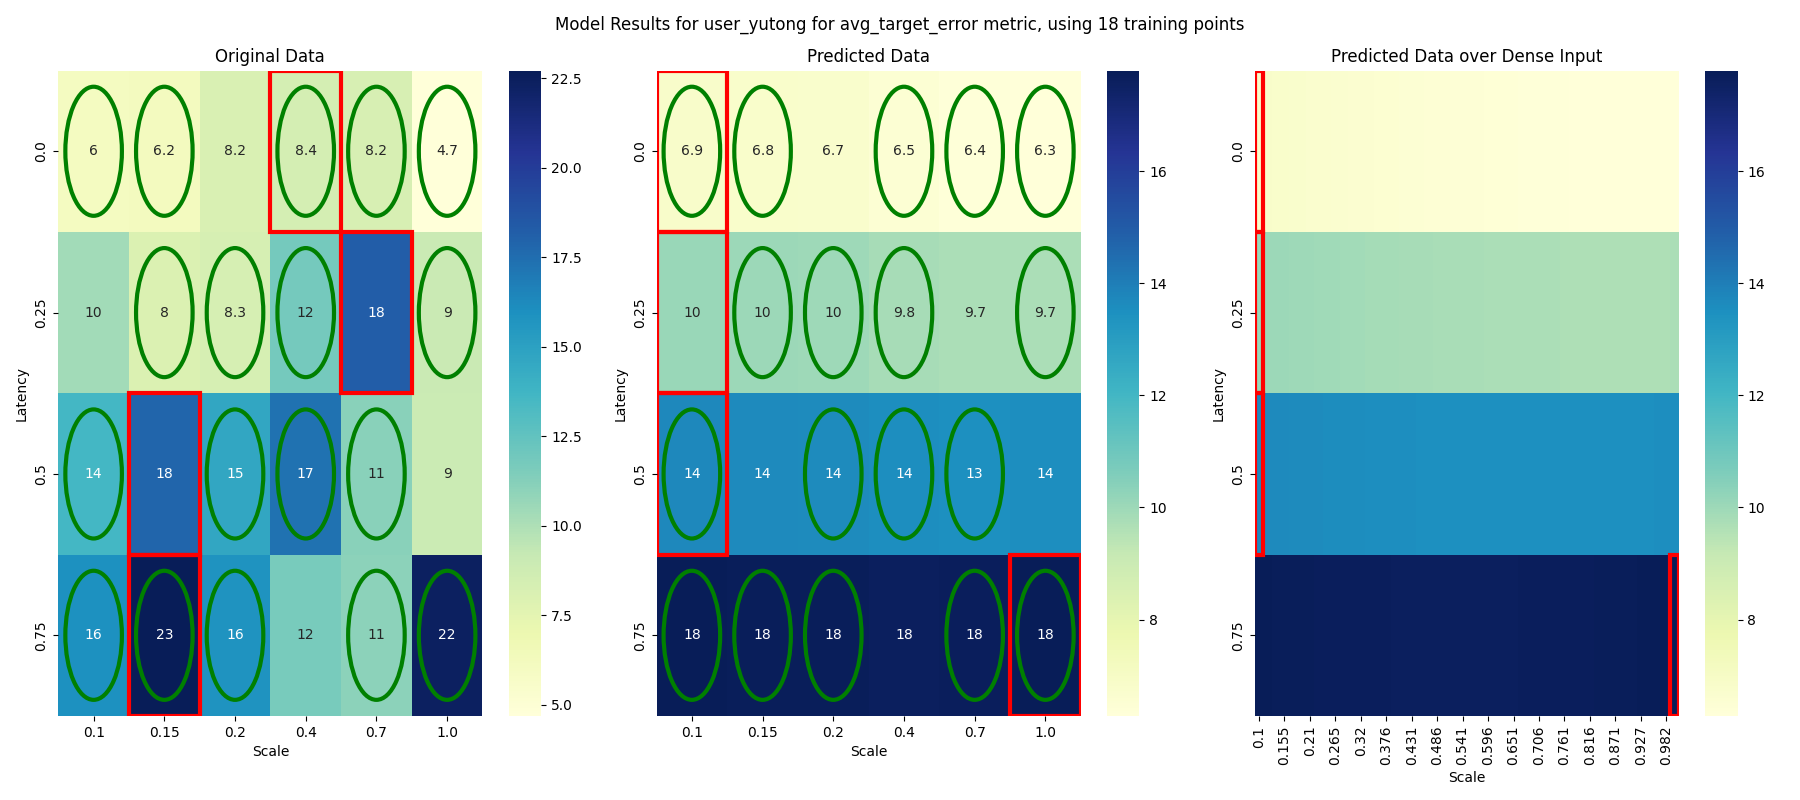 Model Results for user_yutong for avg_target_error metric, using 18 training points
Original Data
Latency
0.0
0.25
0.5
0.75
6 6.2 8.2 8.4 8.2 4.7
10 8 8.3 12 18 9
14 18 15 17 11 9
16 23 16 12 11 22
0.1 0.15 0.2 0.4 0.7 1.0
Scale
22.5
20.0
17.5
15.0
12.5
10.0
7.5
5.0
Predicted Data
Latency
0.0
0.25
0.5
0.75
6.9 6.8 6.7 6.5 6.4 6.3
10 10 10 9.8 9.7 9.7
14 14 14 14 13 14
18 18 18 18 18 18
0.1 0.15 0.2 0.4 0.7 1.0
Scale
16
14
12
10
8
Predicted Data over Dense Input
Latency
0.0
0.25
0.5
0.75
0.1 0.155 0.21 0.265 0.32 0.376 0.431 0.486 0.541 0.596 0.651 0.706 0.761 0.816 0.871 0.927 0.982
Scale
16
14
12
10
8